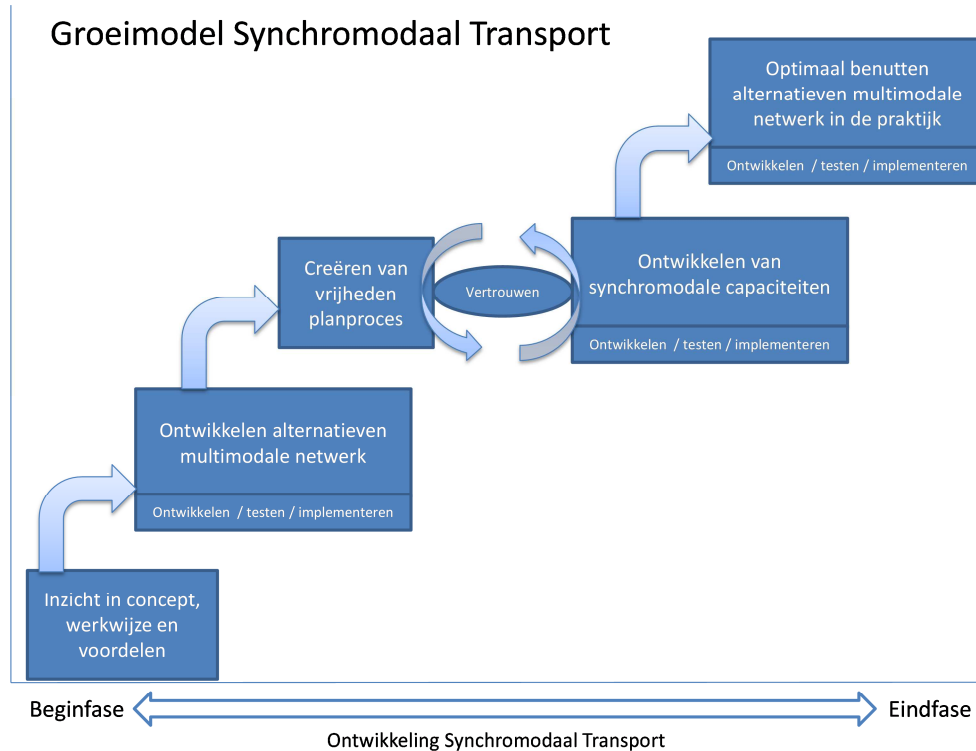 Groeimodel Synchromodaal Transport
Optimaal benutten
alternatieven multimodale
netwerk in de praktijk
Ontwikkelen / testen / implementeren
Creëren van
vrijheden
planproces
Vertrouwen
Ontwikkelen van
synchromodale capaciteiten
Ontwikkelen / testen / implementeren
Ontwikkelen alternatieven
multimodale netwerk
Ontwikkelen / testen / implementeren
Inzicht in concept,
werkwijze en
voordelen
Beginfase
Eindfase
Ontwikkeling Synchromodaal Transport